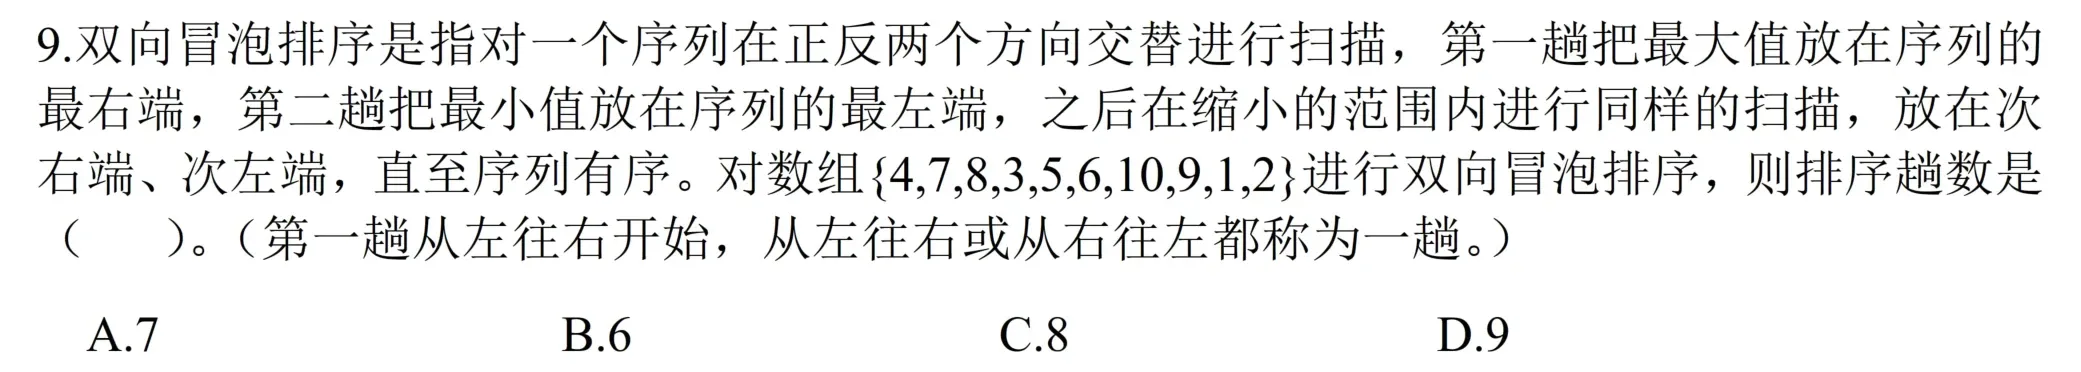 9.双向冒泡排序是指对一个序列在正反两个方向交替进行扫描，第一趟把最大值放在序列的
最右端，第二趟把最小值放在序列的最左端，之后在缩小的范围内进行同样的扫描，放在次
右端、次左端，直至序列有序。对数组{4,7,8,3,5,6,10,9,1,2}进行双向冒泡排序，则排序趟数是
（　　）。（第一趟从左往右开始，从左往右或从右往左都称为一趟。）
A.7 B.6 C.8 D.9